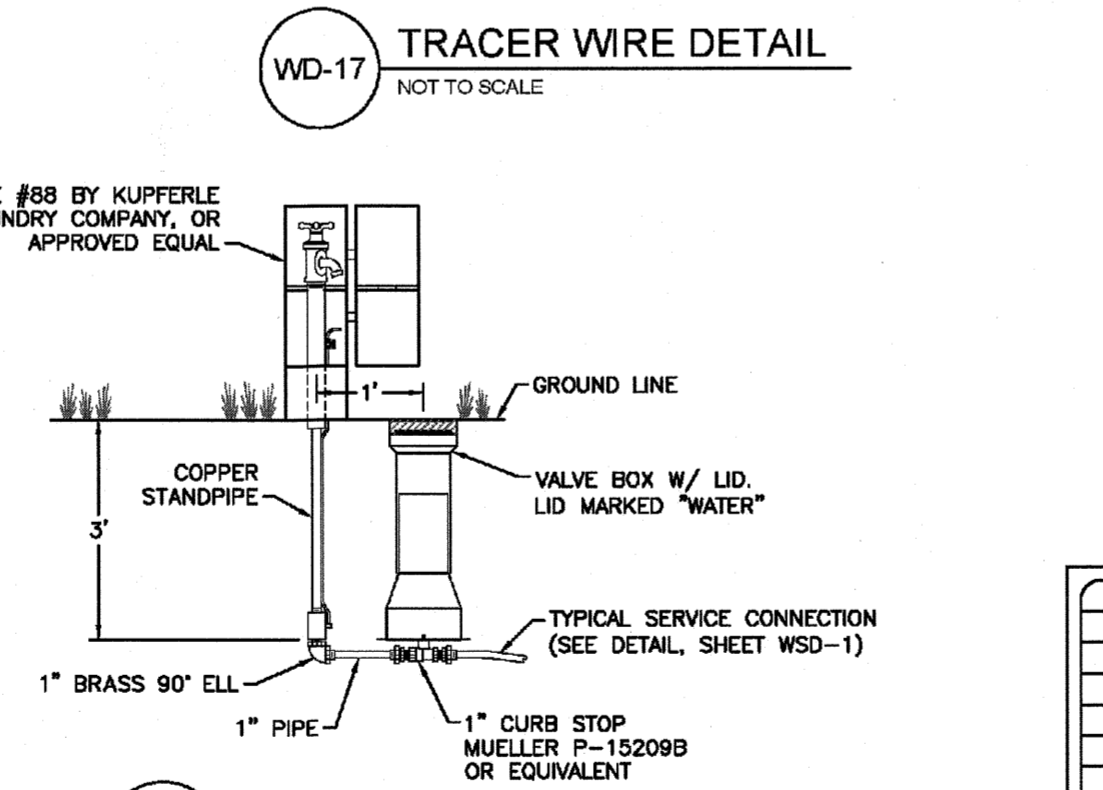 WD-17
TRACER WIRE DETAIL
NOT TO SCALE
#88 BY KUPFERLE
COMPANY, OR
APPROVED EQUAL
1'
GROUND LINE
COPPER
STANDPIPE
VALVE BOX W/ LID.
LID MARKED "WATER"
3'
TYPICAL SERVICE CONNECTION
(SEE DETAIL, SHEET WSD-1)
1" BRASS 90° ELL
1" PIPE
1" CURB STOP
MUELLER P-15209B
OR EQUIVALENT